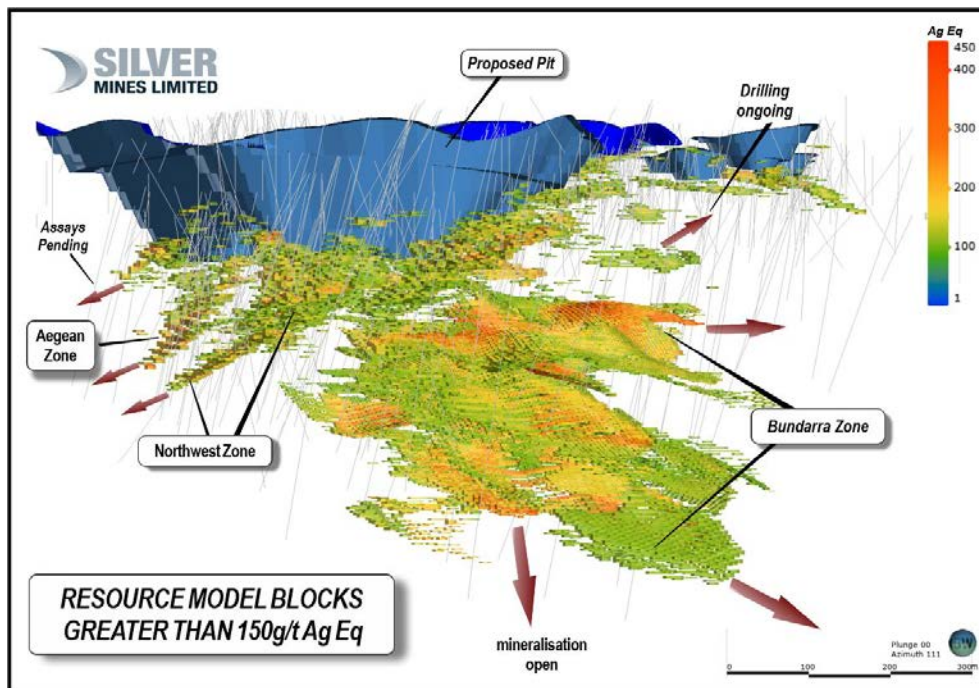 SILVER
MINES LIMITED
Proposed Pit
Drilling
ongoing
Ag Eq
450
400
200
100
1
Assays
Pending
Aegean
Zone
Northwest Zone
Bundarra Zone
RESOURCE MODEL BLOCKS
GREATER THAN 150g/t Ag Eq
mineralisation
open
Plunge 00
Azimuth 111
0 100 200 300m